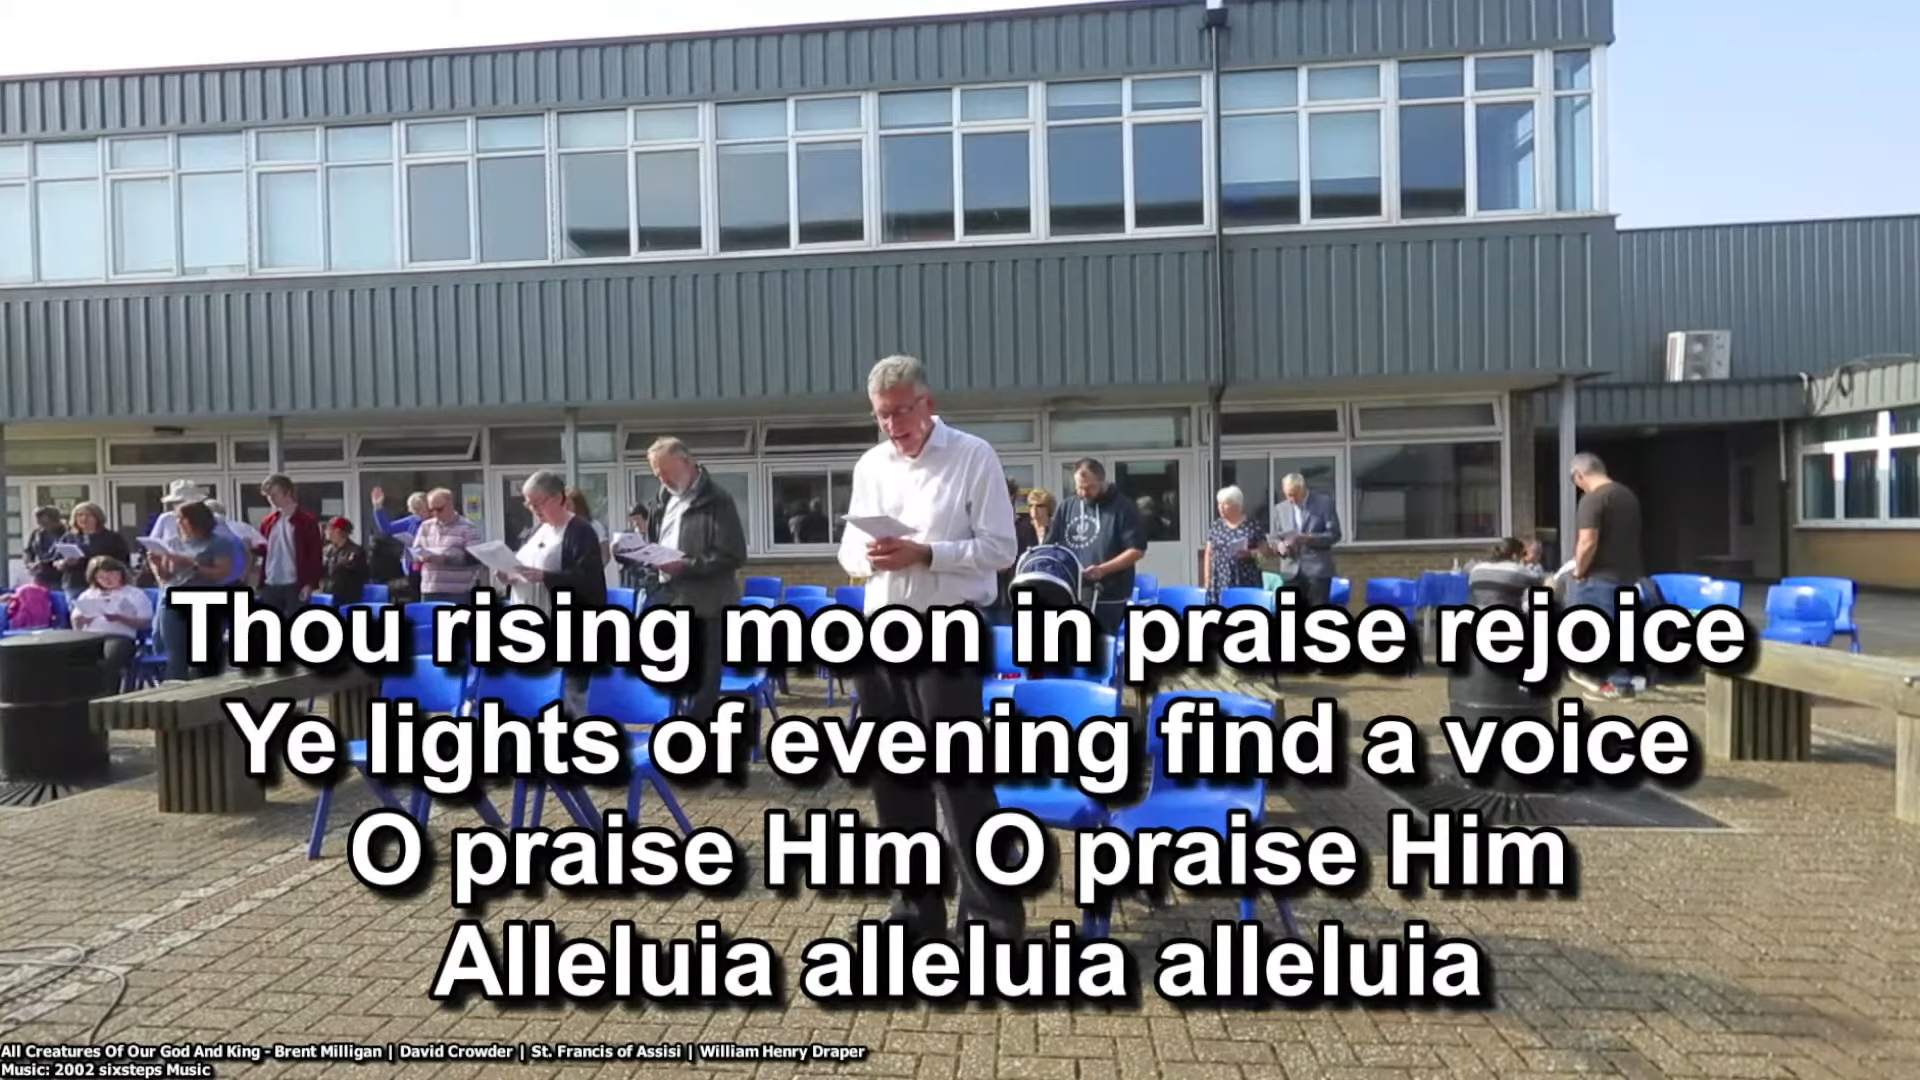 Thou rising moon in praise rejoice
Ye lights of evening find a voice
O praise Him O praise Him
Alleluia alleluia alleluia
All Creatures Of Our God And King - Brent Milligan | David Crowder | St. Francis of Assisi | William Henry Draper
Music: 2002 sixsteps Music